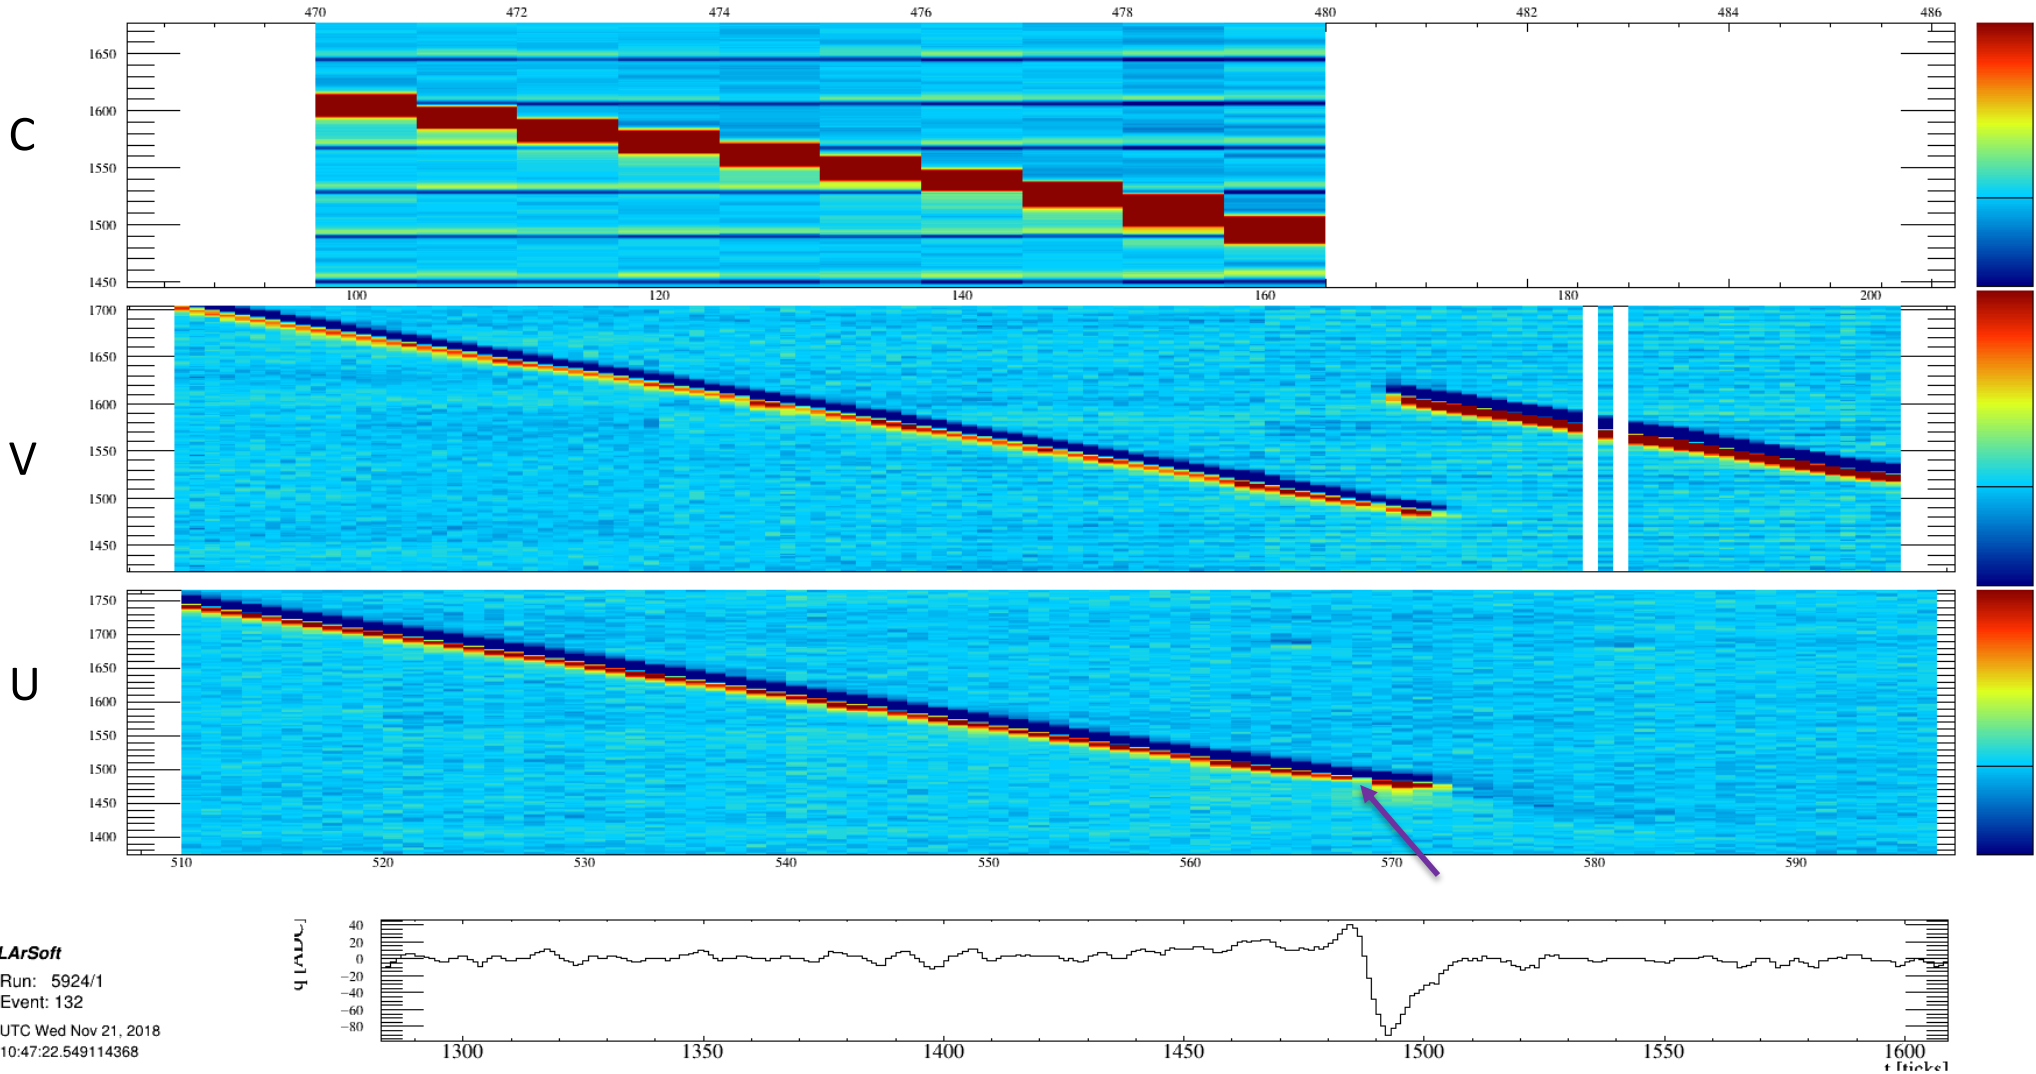 470 472 474 476 478 480 482 484 486
C
1650
1600
1550
1500
1450
100 120 140 160 180 200
V
1700
1650
1600
1550
1500
1450
U
1750
1700
1650
1600
1550
1500
1450
1400
510 520 530 540 550 560 570 580 590
LArSoft
Run: 5924/1
Event: 132
UTC Wed Nov 21, 2018
10:47:22.549114368
q [ADC]
40
20
0
−20
−40
−60
−80
1300 1350 1400 1450 1500 1550 1600
t [ticks]